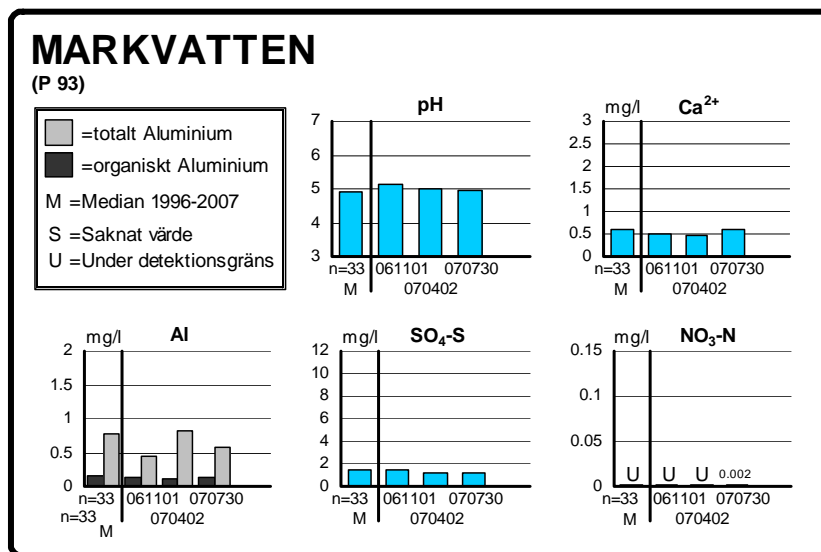 MARKVATTEN
(P 93)
=totalt Aluminium
=organiskt Aluminium
M =Median 1996-2007
S =Saknat värde
U =Under detektionsgräns
pH
7
6
5
4
3
n=33 061101 070730
M 070402
mg/l Ca2+
3
2.5
2
1.5
1
0.5
0
n=33 061101 070730
M 070402
mg/l Al
2
1.5
1
0.5
0
n=33 061101 070730
n=33 070402
M
mg/l SO4-S
12
10
8
6
4
2
0
n=33 061101 070730
M 070402
mg/l NO3-N
0.15
0.1
0.05
0
U U U 0.002
n=33 061101 070730
M 070402